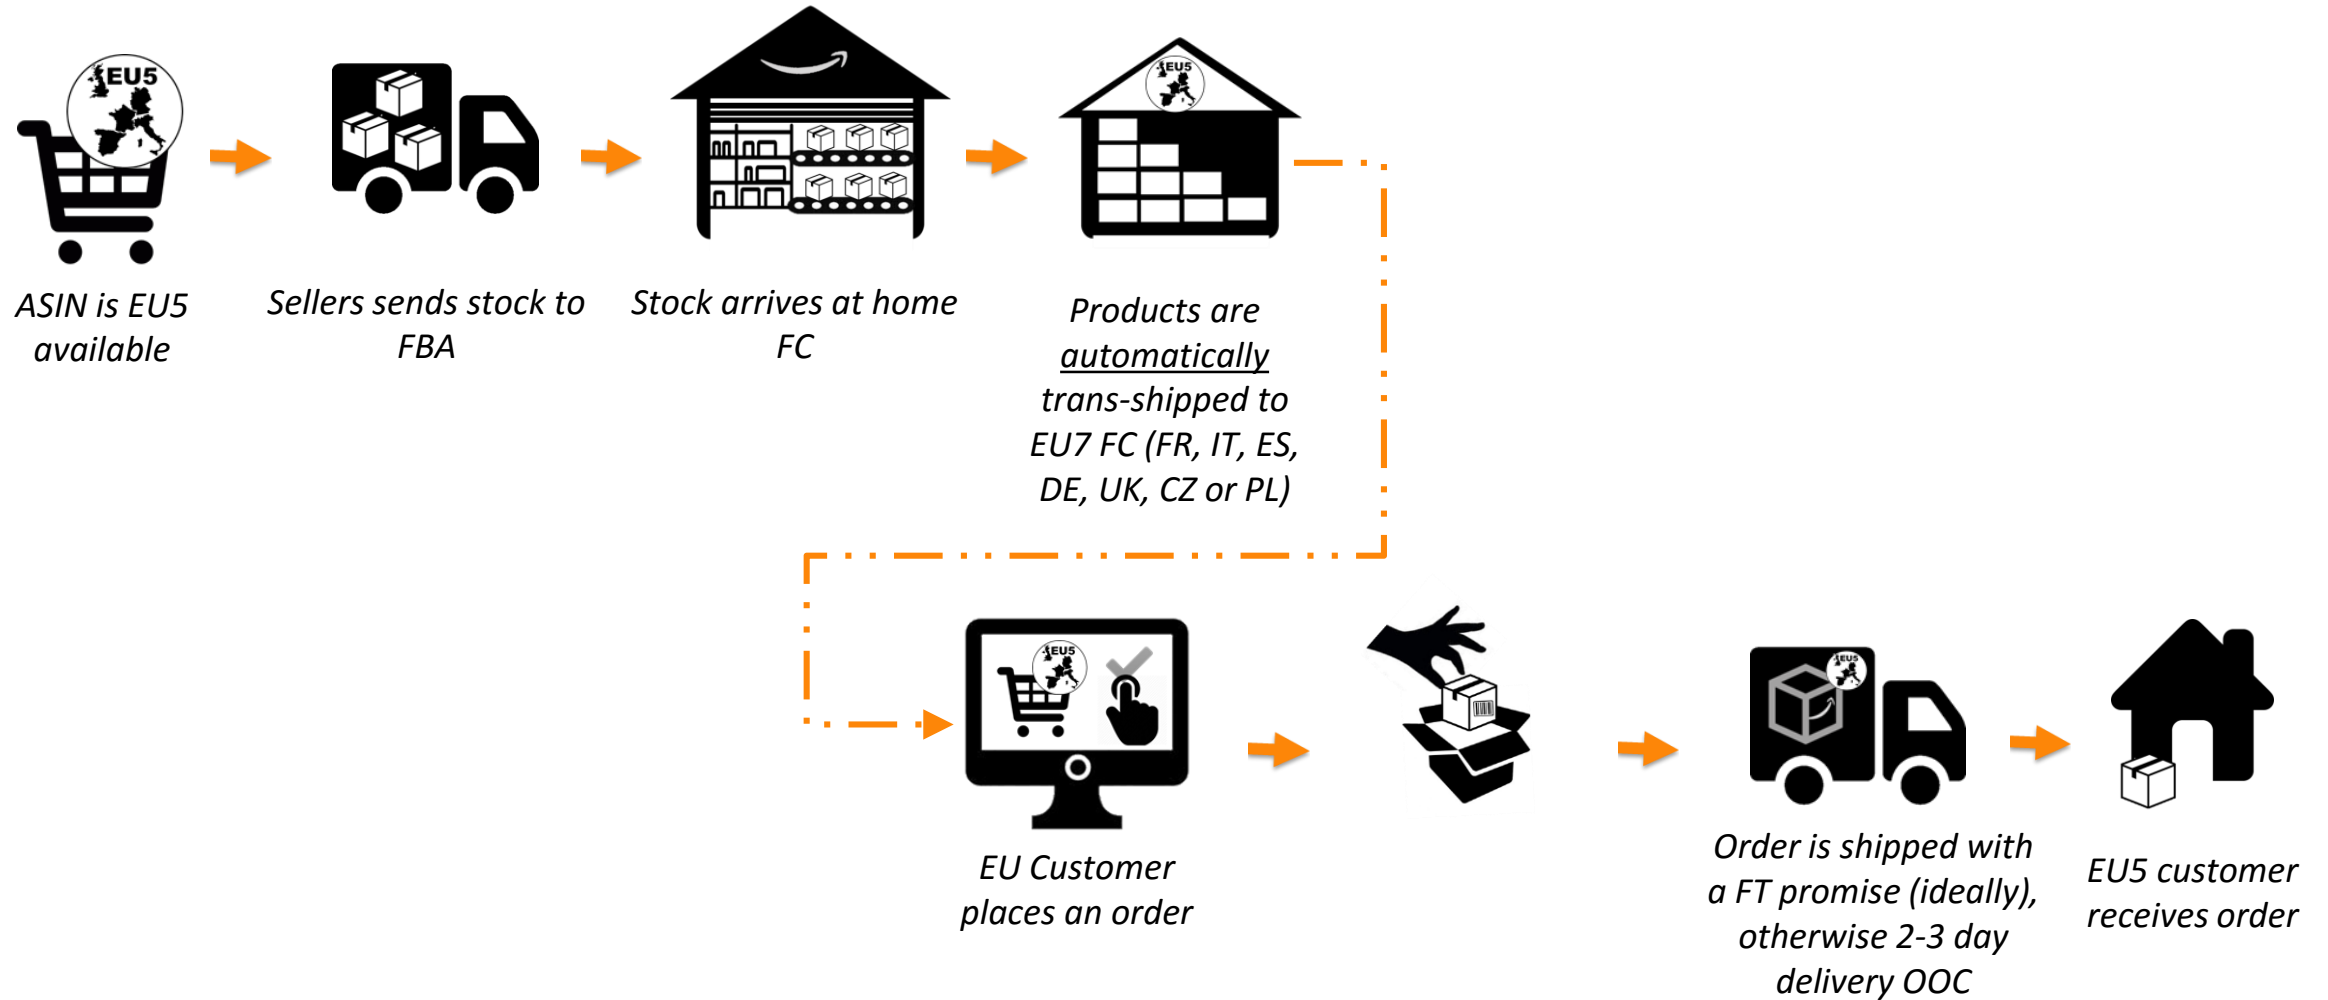 EU5
EU5
ASIN is EU5
available
Sellers sends stock to
FBA
Stock arrives at home
FC
Products are
automatically
trans-shipped to
EU7 FC (FR, IT, ES,
DE, UK, CZ or PL)
EU5
EU5
EU Customer
places an order
Order is shipped with
a FT promise (ideally),
otherwise 2-3 day
delivery OOC
EU5 customer
receives order